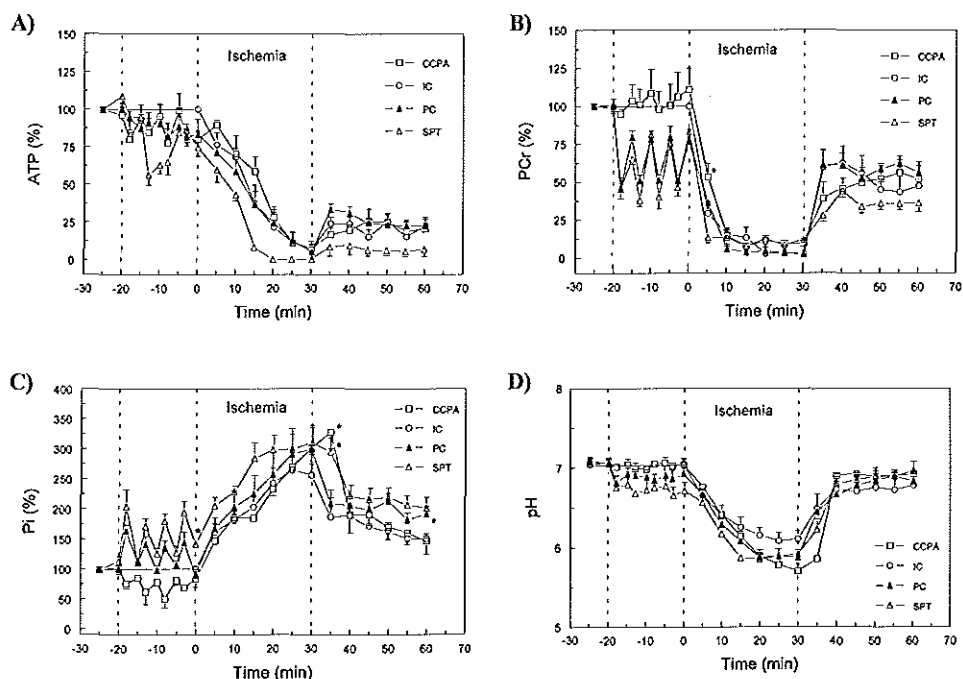 A)
150
125
100
75
50
25
0
ATP (%)
Ischemia
CCPA
IC
PC
SPT
-30 -20 -10 0 10 20 30 40 50 60 70
Time (min)
B)
150
125
100
75
50
25
0
PCr (%)
Ischemia
CCPA
IC
PC
SPT
*
-30 -20 -10 0 10 20 30 40 50 60 70
Time (min)
C)
400
350
300
250
200
150
100
50
0
Pi (%)
Ischemia
CCPA
IC
PC
SPT
*
*
*
*
-30 -20 -10 0 10 20 30 40 50 60 70
Time (min)
D)
8
7
6
5
pH
Ischemia
CCPA
IC
PC
SPT
-30 -20 -10 0 10 20 30 40 50 60 70
Time (min)